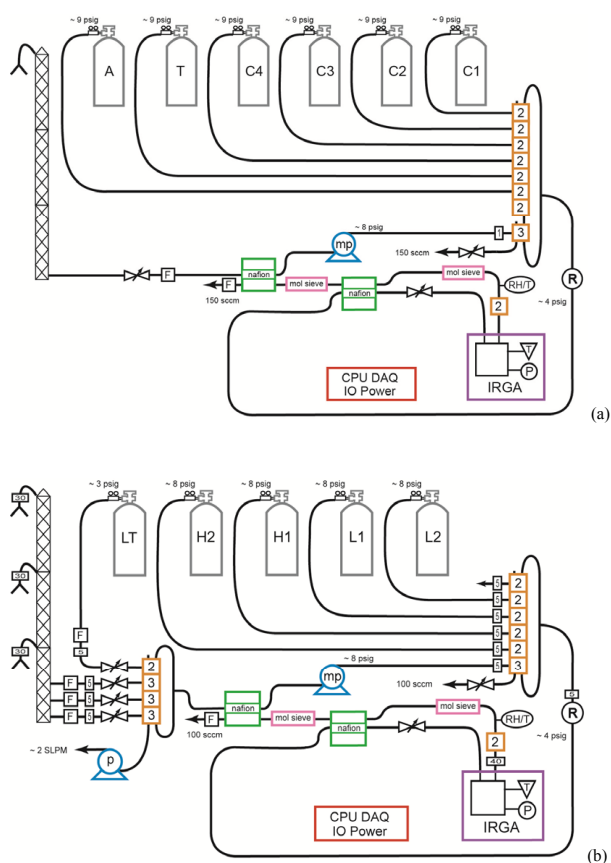 ~ 9 psig ~ 9 psig ~ 9 psig ~ 9 psig ~ 9 psig ~ 9 psig
A T C4 C3 C2 C1
2
2
2
2
2
2
2
~ 8 psig
mp 1 3
150 sccm
F nafion F mol sieve nafion mol sieve RH/T R
150 sccm
~ 4 psig
2
T
P
IRGA
CPU DAQ
IO Power
(a)
~ 3 psig ~ 8 psig ~ 8 psig ~ 8 psig ~ 8 psig
30
LT H2 H1 L1 L2
30
5 2
5 2
5 2
5 2
5 2
5 3
30
F
5
2
F 5 3
F 5 3
F 5 3
~ 8 psig
mp
100 sccm
nafion
F mol sieve nafion mol sieve RH/T R
100 sccm
~ 4 psig
~ 2 SLPM p
2
40
T
P
IRGA
CPU DAQ
IO Power
(b)